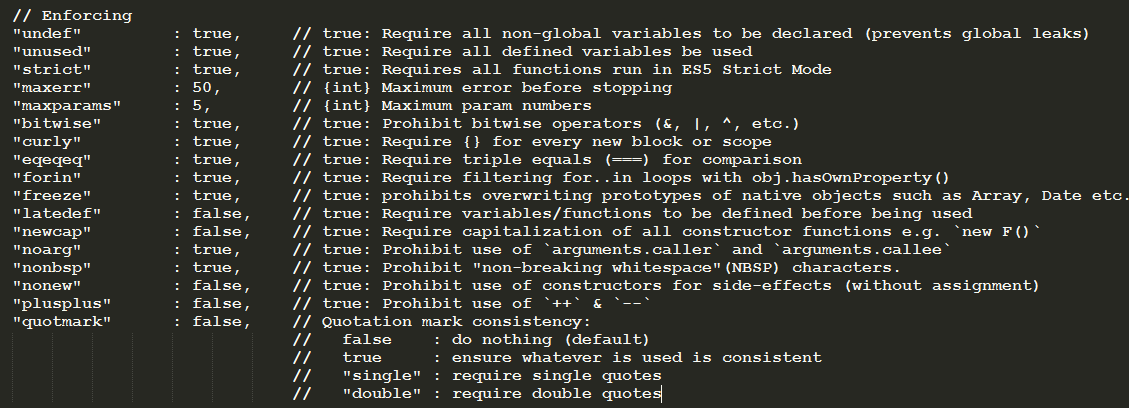 // Enforcing
"undef"         : true,     // true: Require all non-global variables to be declared (prevents global leaks)
"unused"        : true,     // true: Require all defined variables be used
"strict"        : true,     // true: Requires all functions run in ES5 Strict Mode
"maxerr"        : 50,       // {int} Maximum error before stopping
"maxparams"     : 5,        // {int} Maximum param numbers
"bitwise"       : true,     // true: Prohibit bitwise operators (&, |, ^, etc.)
"curly"         : true,     // true: Require {} for every new block or scope
"eqeqeq"        : true,     // true: Require triple equals (===) for comparison
"forin"         : true,     // true: Require filtering for..in loops with obj.hasOwnProperty()
"freeze"        : true,     // true: prohibits overwriting prototypes of native objects such as Array, Date etc.
"latedef"       : false,    // true: Require variables/functions to be defined before being used
"newcap"        : false,    // true: Require capitalization of all constructor functions e.g. `new F()`
"noarg"         : true,     // true: Prohibit use of `arguments.caller` and `arguments.callee`
"nonbsp"        : true,     // true: Prohibit "non-breaking whitespace"(NBSP) characters.
"nonew"         : false,    // true: Prohibit use of constructors for side-effects (without assignment)
"plusplus"      : false,    // true: Prohibit use of `++` & `--`
"quotmark"      : false,    // Quotation mark consistency:
                            //   false    : do nothing (default)
                            //   true     : ensure whatever is used is consistent
                            //   "single" : require single quotes
                            //   "double" : require double quotes